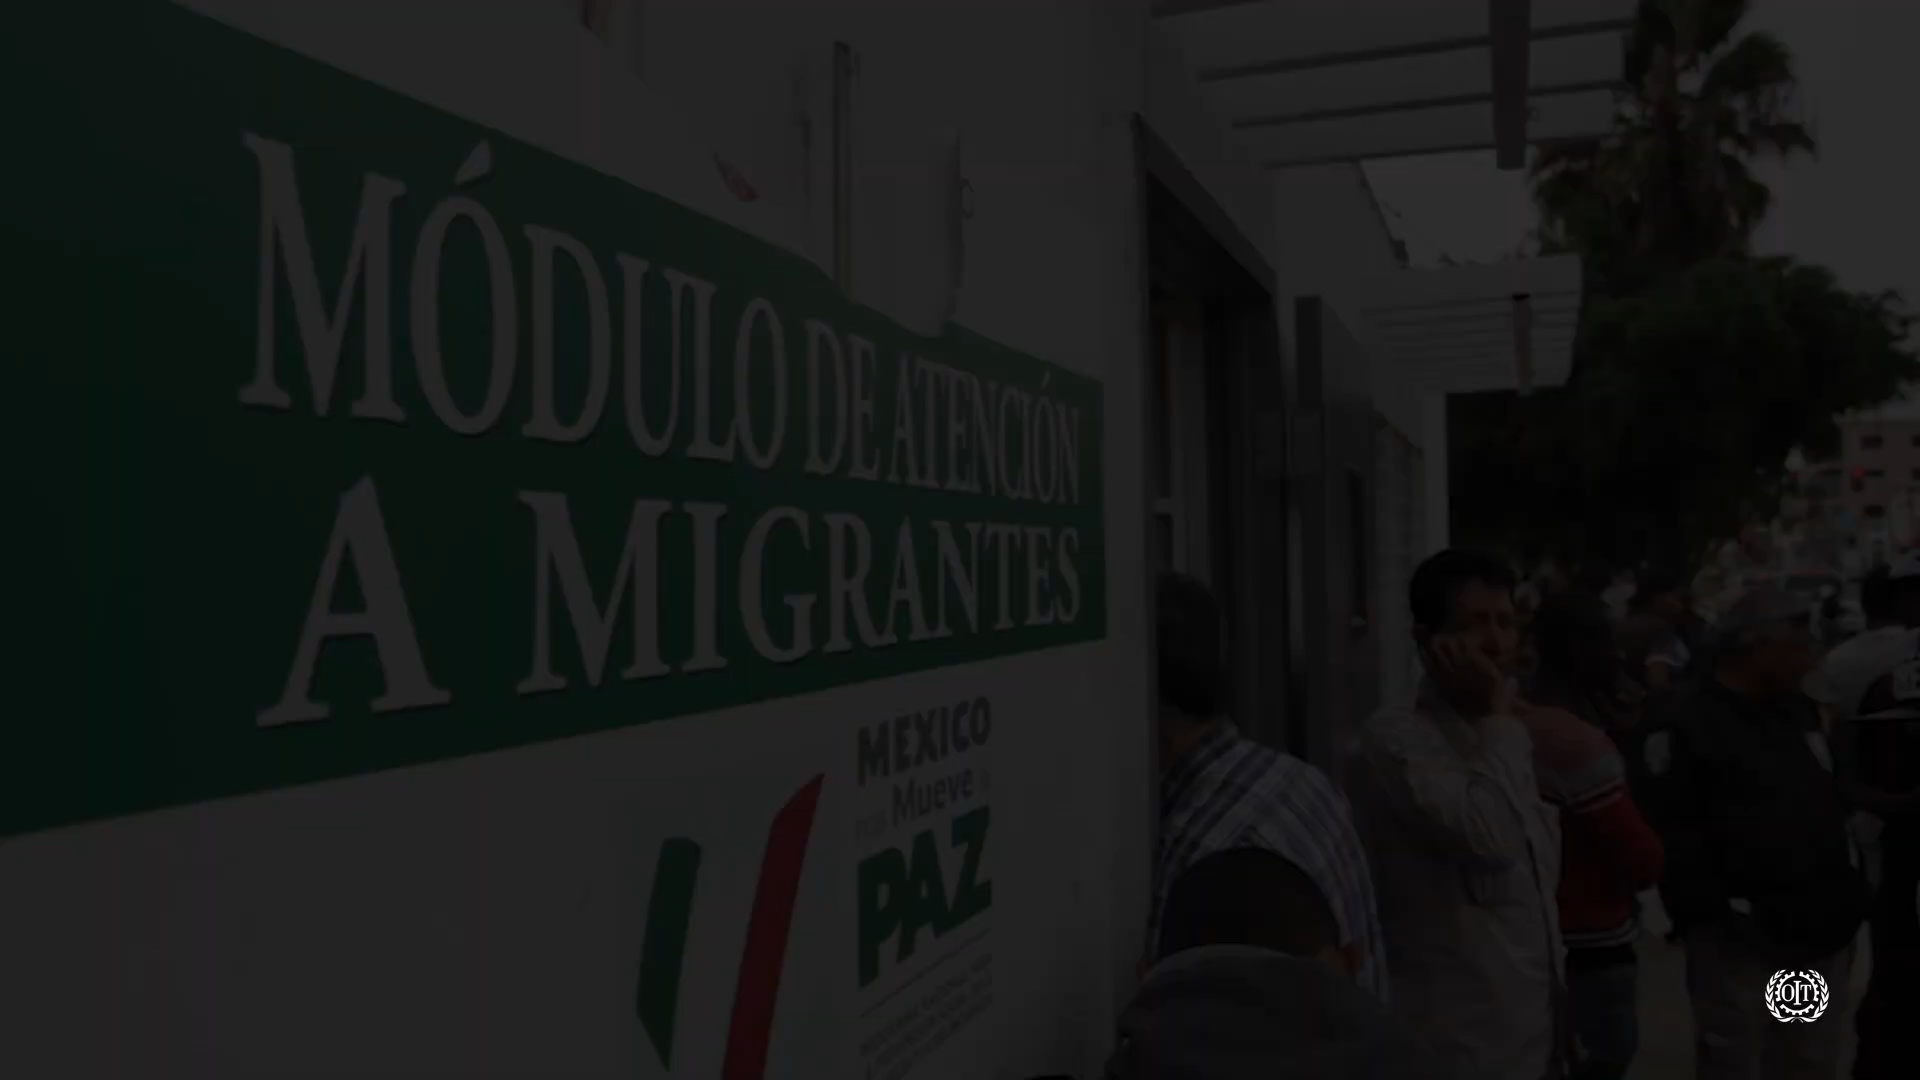 MÓDULO DE ATENCIÓN
A MIGRANTES
MEXICO
Mueve
PAZ
OIT